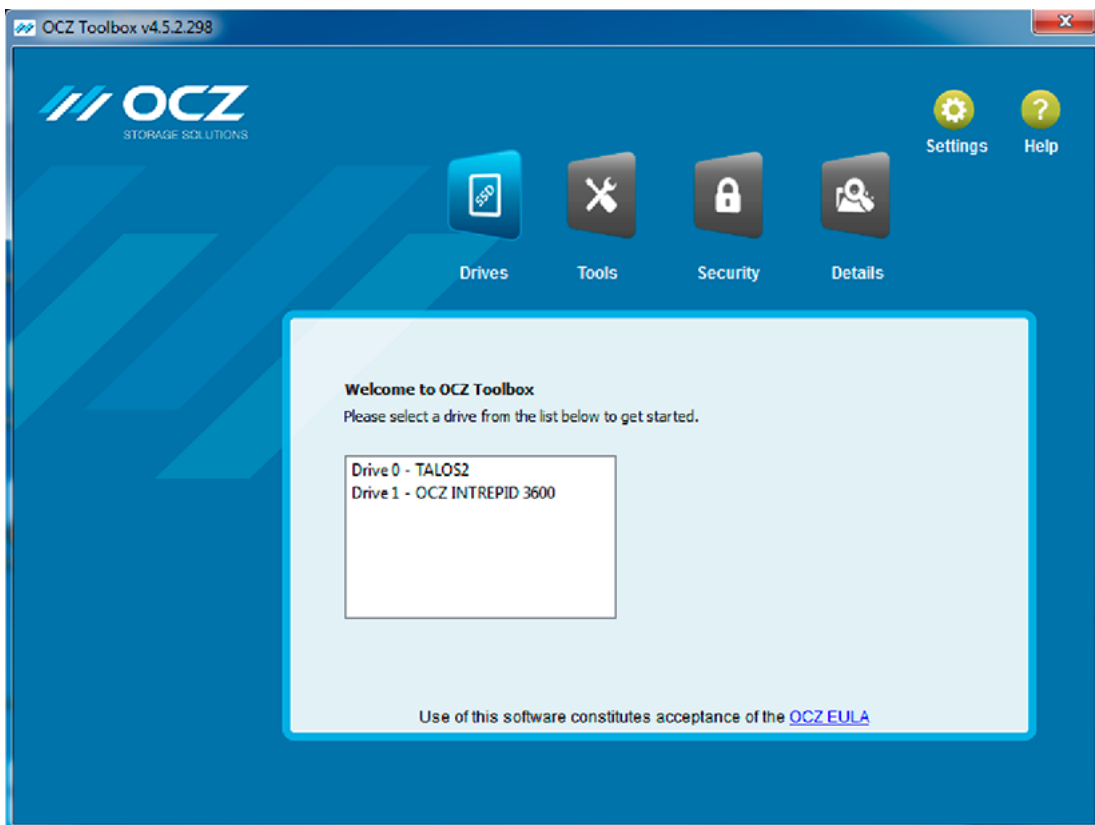 OCZ Toolbox v4.5.2.298
x
OCZ
STORAGE SOLUTIONS
Settings
?
Help
SSD
Drives
Tools
Security
Details
Welcome to OCZ Toolbox
Please select a drive from the list below to get started.
Drive 0 - TALOS2
Drive 1 - OCZ INTREPID 3600
Use of this software constitutes acceptance of the OCZ EULA